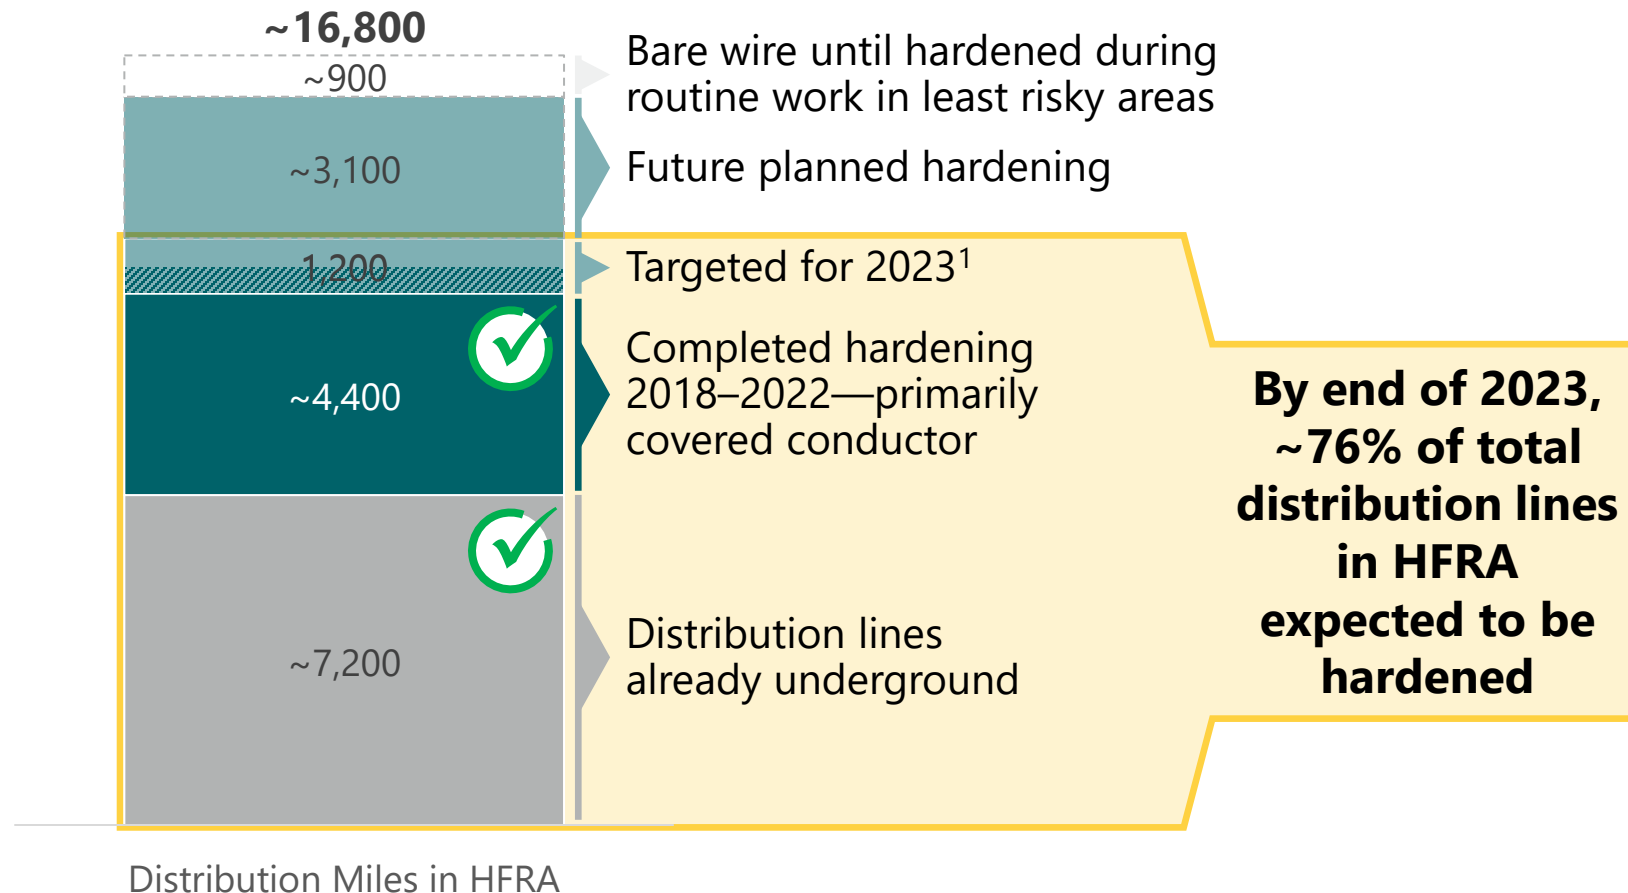 ~16,800
~900
Bare wire until hardened during
routine work in least risky areas
~3,100
Future planned hardening
1,200
Targeted for 2023¹
~4,400
Completed hardening
2018–2022—primarily
covered conductor
~7,200
Distribution lines
already underground
By end of 2023,
~76% of total
distribution lines
in HFRA
expected to be
hardened
Distribution Miles in HFRA